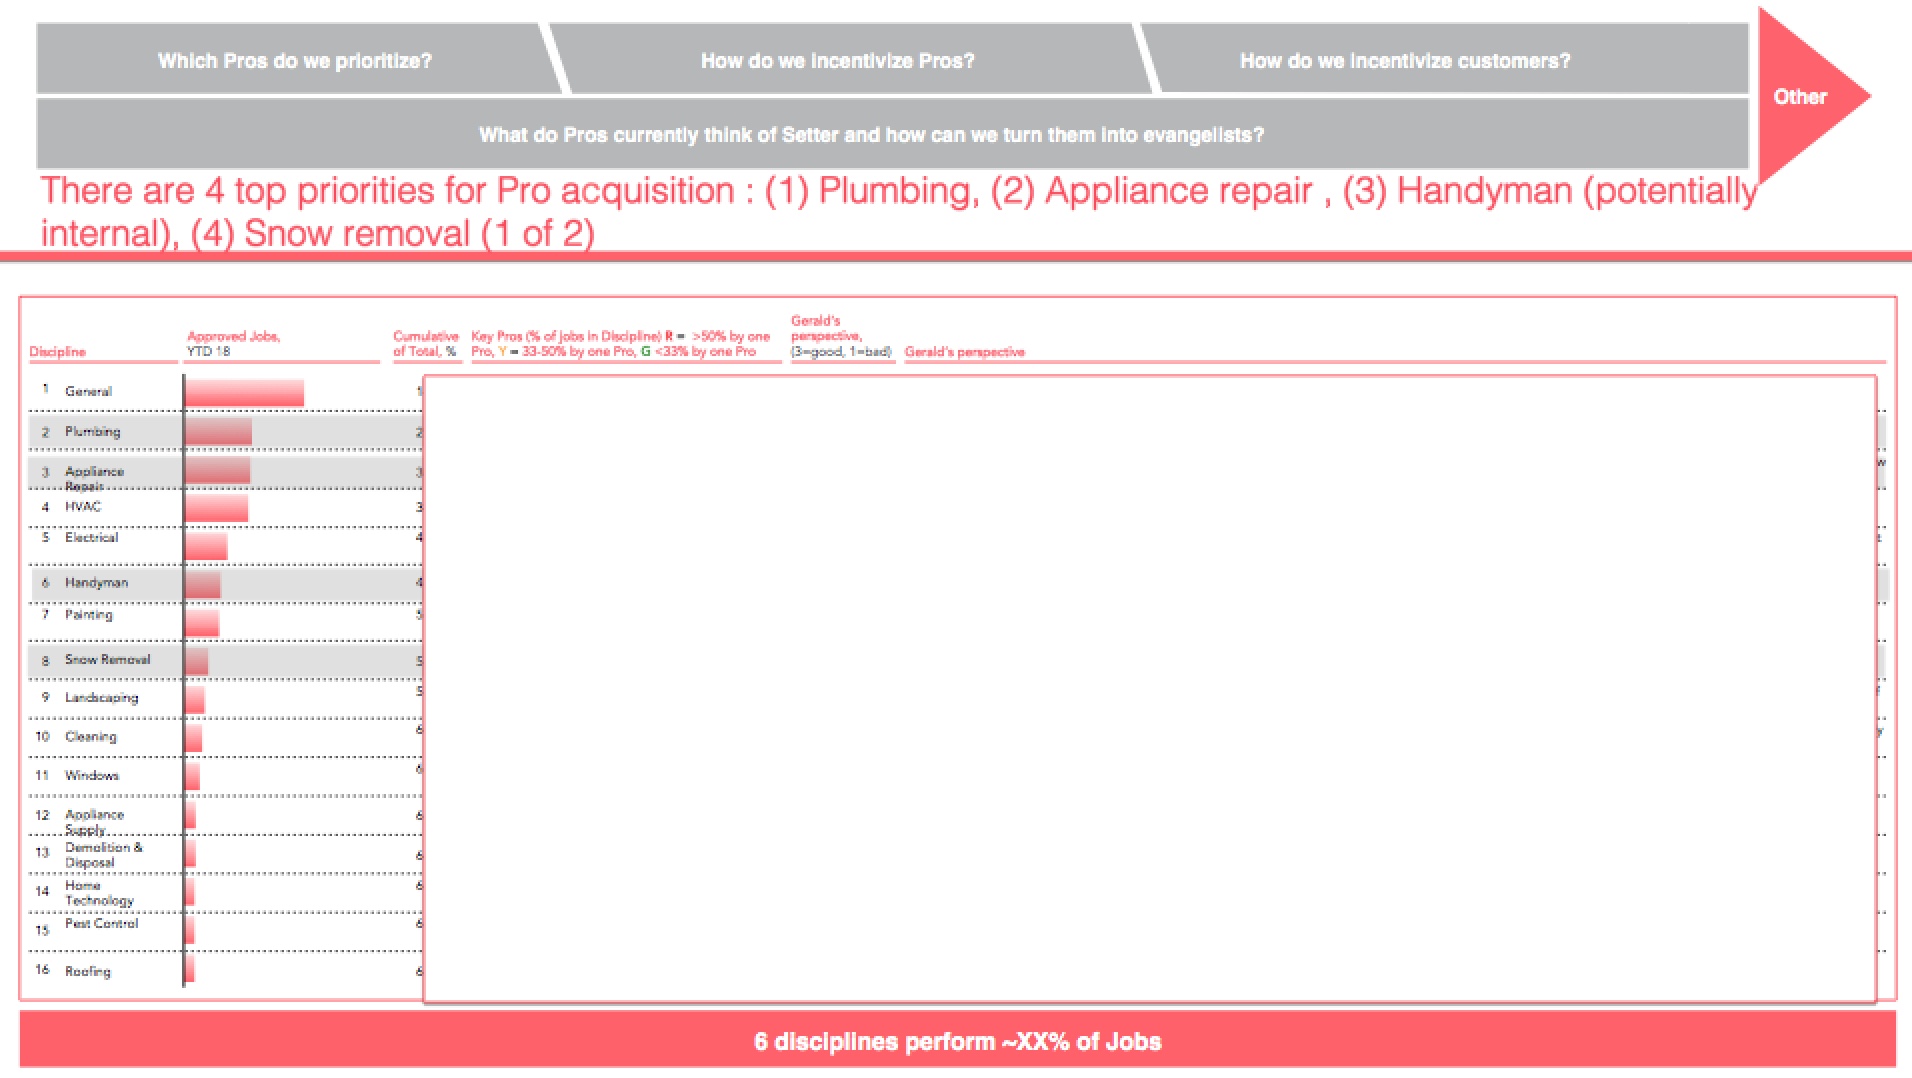 Which Pros do we prioritize?
How do we incentivize Pros?
How do we incentivize customers?
Other
What do Pros currently think of Setter and how can we turn them into evangelists?
There are 4 top priorities for Pro acquisition : (1) Plumbing, (2) Appliance repair , (3) Handyman (potentially
internal), (4) Snow removal (1 of 2)
Discipline
Approved Jobs,
YTD 18
Cumulative
of Total, %
Key Pros (% of jobs in Discipline) R = >50% by one
Pro, Y = 33-50% by one Pro, G <33% by one Pro
Gerald's
perspective,
(3=good, 1=bad)
Gerald's perspective
1 General 1
2 Plumbing 2
3 Appliance
Repair 3
w
4 HVAC 3
5 Electrical 4
6 Handyman 4
7 Painting 5
8 Snow Removal 5
9 Landscaping 5
10 Cleaning 6
y
11 Windows 6
12 Appliance
Supply 6
13 Demolition &
Disposal 6
14 Home
Technology 6
15 Pest Control 6
16 Roofing 6
6 disciplines perform ~XX% of Jobs